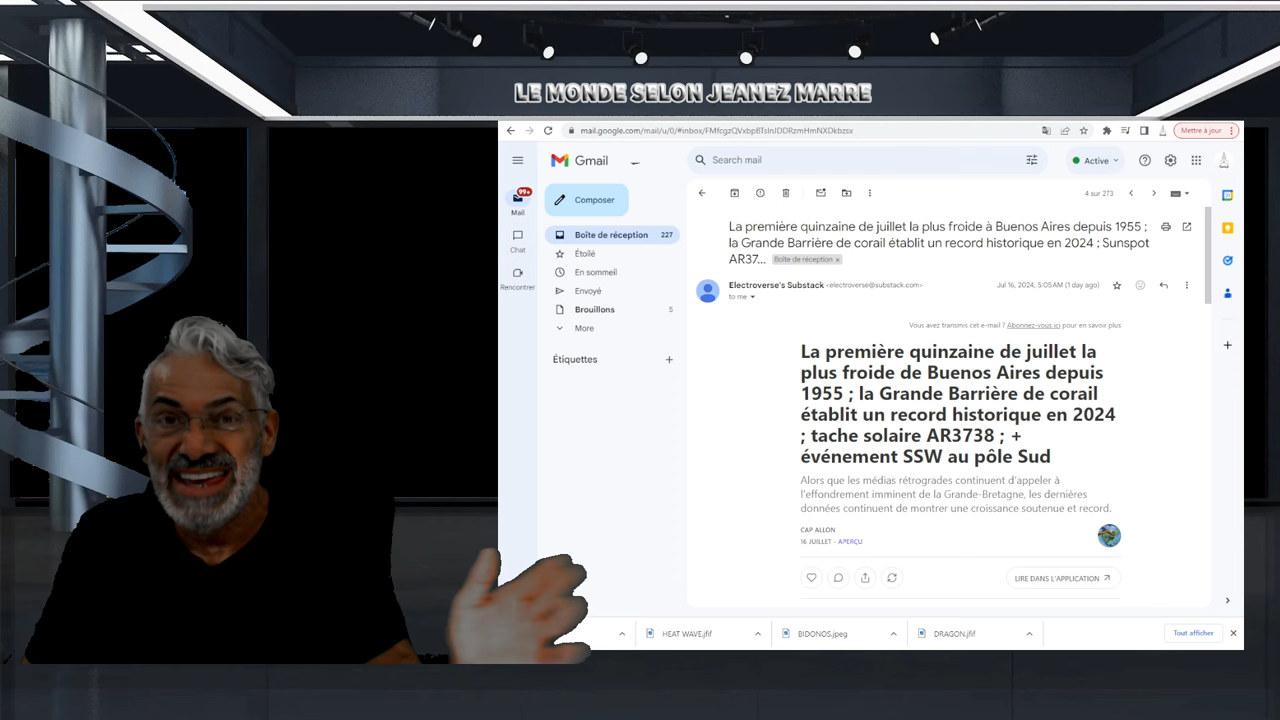 LE MONDE SELON JEANEZ MARRE
mail.google.com/mail/u/0/#inbox/FMfcgzQVxbpBTslnJDDRzmHmNXDkbzsx
Mettre à jour
Gmail
Search mail
Active
99+
Mail
Chat
Rencontrer
Composer
Boîte de réception 227
Étoilé
En sommeil
Envoyé
Brouillons 5
More
Étiquettes
4 sur 273
La première quinzaine de juillet la plus froide à Buenos Aires depuis 1955 ;
la Grande Barrière de corail établit un record historique en 2024 ; Sunspot
AR37... Boîte de réception ×
Electroverse's Substack <electroverse@substack.com>
Jul 16, 2024, 5:05 AM (1 day ago)
to me
Vous avez transmis cet e-mail ? Abonnez-vous ici pour en savoir plus
La première quinzaine de juillet la
plus froide de Buenos Aires depuis
1955 ; la Grande Barrière de corail
établit un record historique en 2024
; tache solaire AR3738 ; +
événement SSW au pôle Sud
Alors que les médias rétrogrades continuent d'appeler à
l'effondrement imminent de la Grande-Bretagne, les dernières
données continuent de montrer une croissance soutenue et record.
CAP ALLON
16 JUILLET - APERÇU
LIRE DANS L'APPLICATION
HEAT WAVE.jfif
BIDONOS.jpeg
DRAGON.jfif
Tout afficher